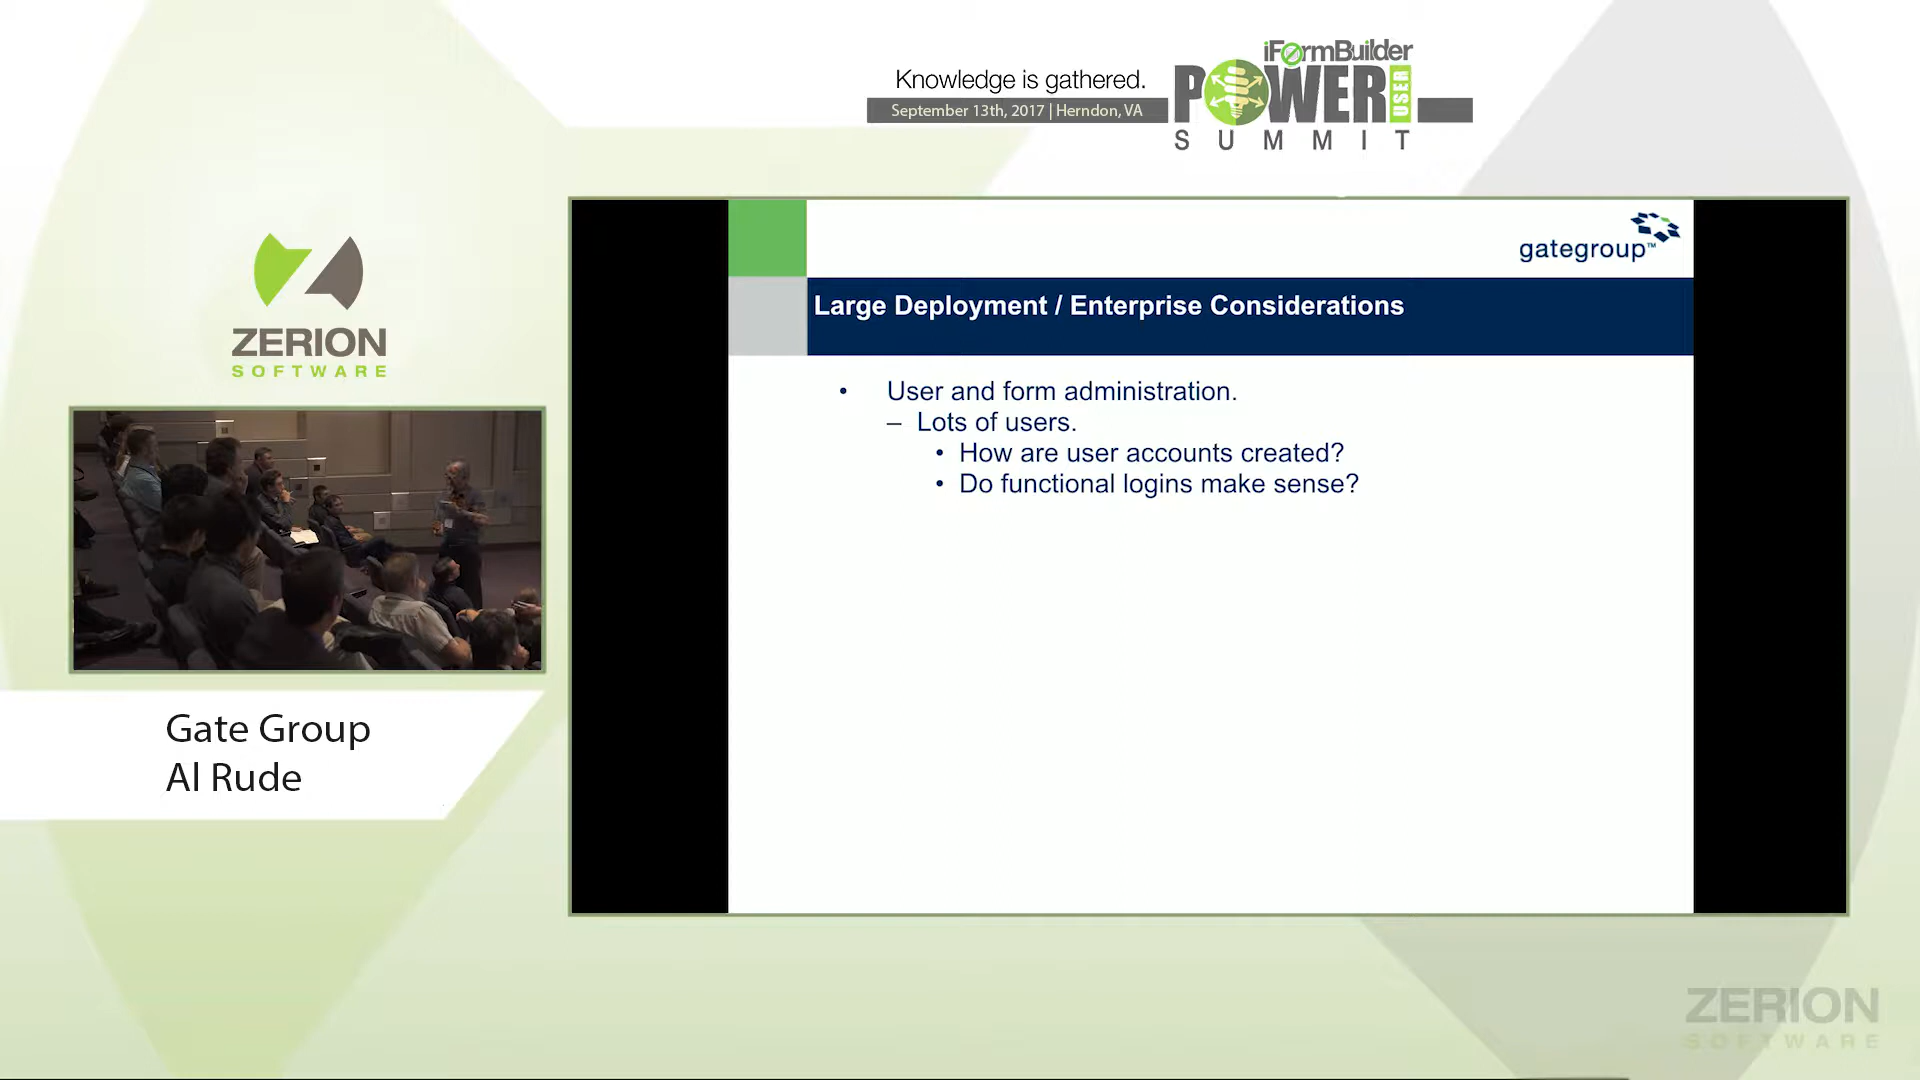 Knowledge is gathered.
September 13th, 2017 | Herndon, VA
iFormBuilder
POWER USER
SUMMIT
ZERION
SOFTWARE
gategroup™
Large Deployment / Enterprise Considerations
• User and form administration.
– Lots of users.
• How are user accounts created?
• Do functional logins make sense?
Gate Group
Al Rude
ZERION
SOFTWARE